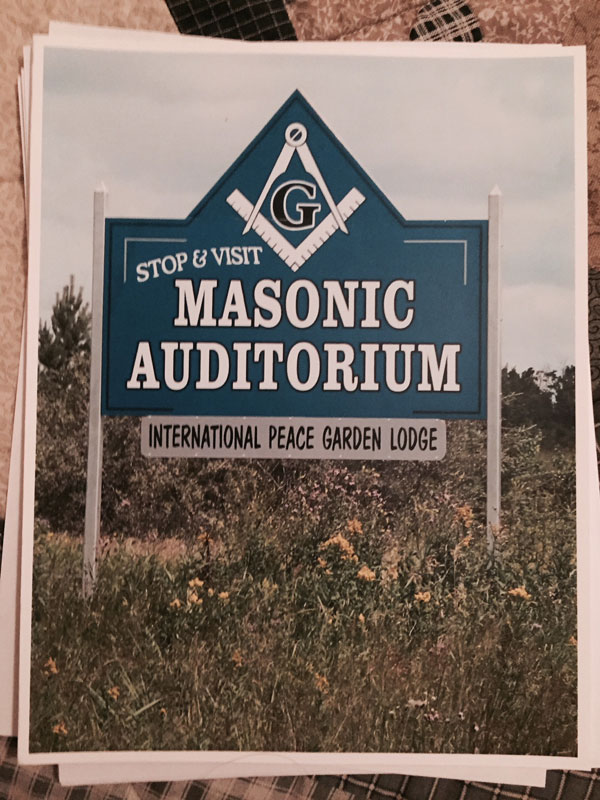 G
STOP & VISIT
MASONIC
AUDITORIUM
INTERNATIONAL PEACE GARDEN LODGE